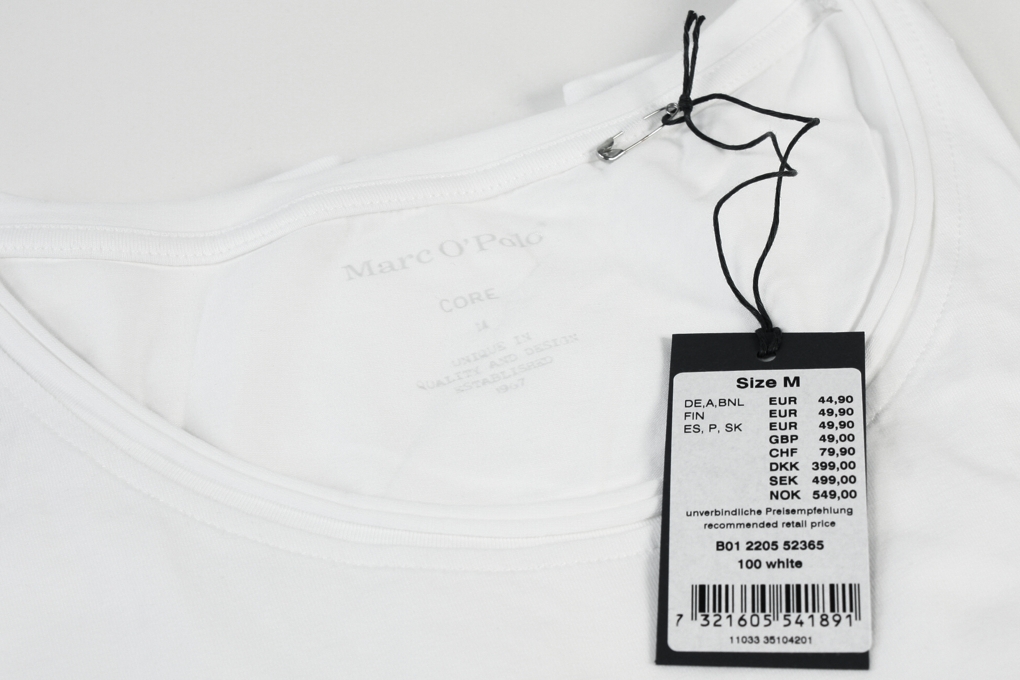 Marc O'Polo
CORE
M
UNIQUE IN
QUALITY AND DESIGN
ESTABLISHED
1967
Size M
DE,A,BNL EUR 44,90
FIN EUR 49,90
ES, P, SK EUR 49,90
GBP 49,00
CHF 79,90
DKK 399,00
SEK 499,00
NOK 549,00
unverbindliche Preisempfehlung
recommended retail price
B01 2205 52365
100 white
7 321605 541891
11033 35104201